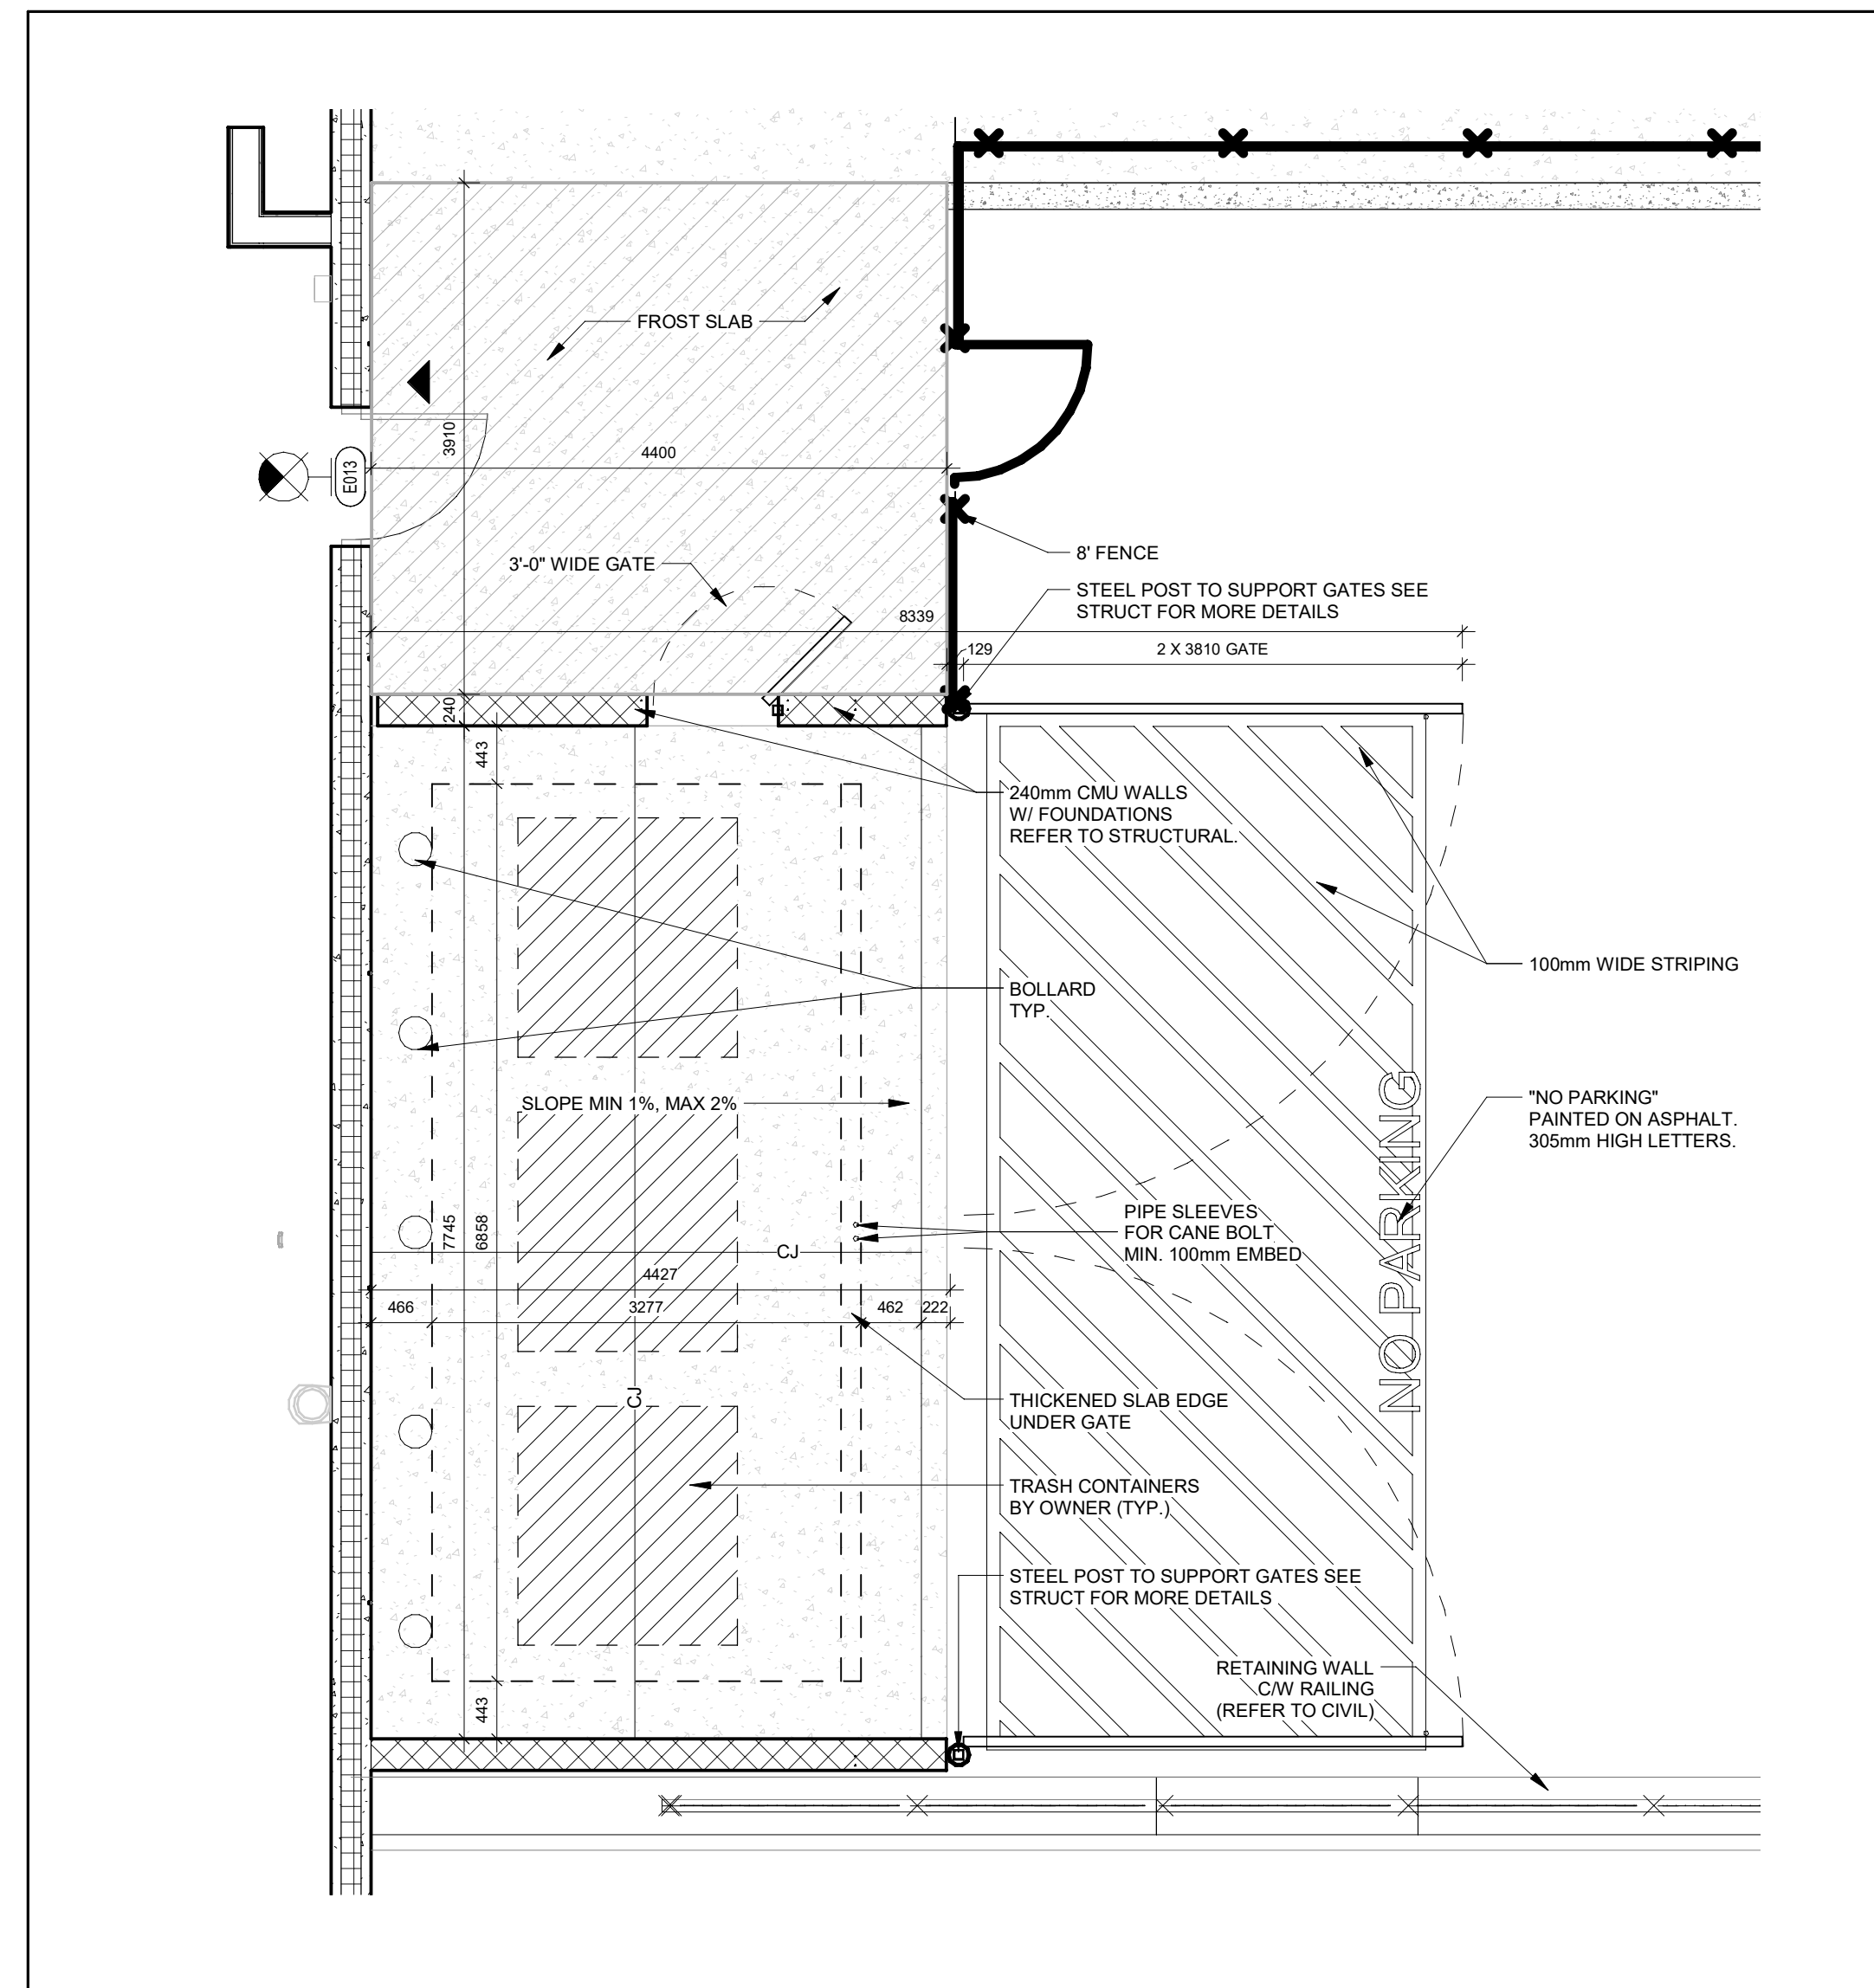 FROST SLAB
3910
4400
E013
3'-0" WIDE GATE
8' FENCE
STEEL POST TO SUPPORT GATES SEE
STRUCT FOR MORE DETAILS
8339
129
2 X 3810 GATE
240
443
240mm CMU WALLS
W/ FOUNDATIONS
REFER TO STRUCTURAL.
100mm WIDE STRIPING
BOLLARD
TYP.
SLOPE MIN 1%, MAX 2%
"NO PARKING"
PAINTED ON ASPHALT.
305mm HIGH LETTERS.
NO PARKING
PIPE SLEEVES
FOR CANE BOLT
MIN. 100mm EMBED
7745
6858
CJ
4427
466
3277
462
222
CJ
THICKENED SLAB EDGE
UNDER GATE
TRASH CONTAINERS
BY OWNER (TYP.)
STEEL POST TO SUPPORT GATES SEE
STRUCT FOR MORE DETAILS
RETAINING WALL
C/W RAILING
(REFER TO CIVIL)
443